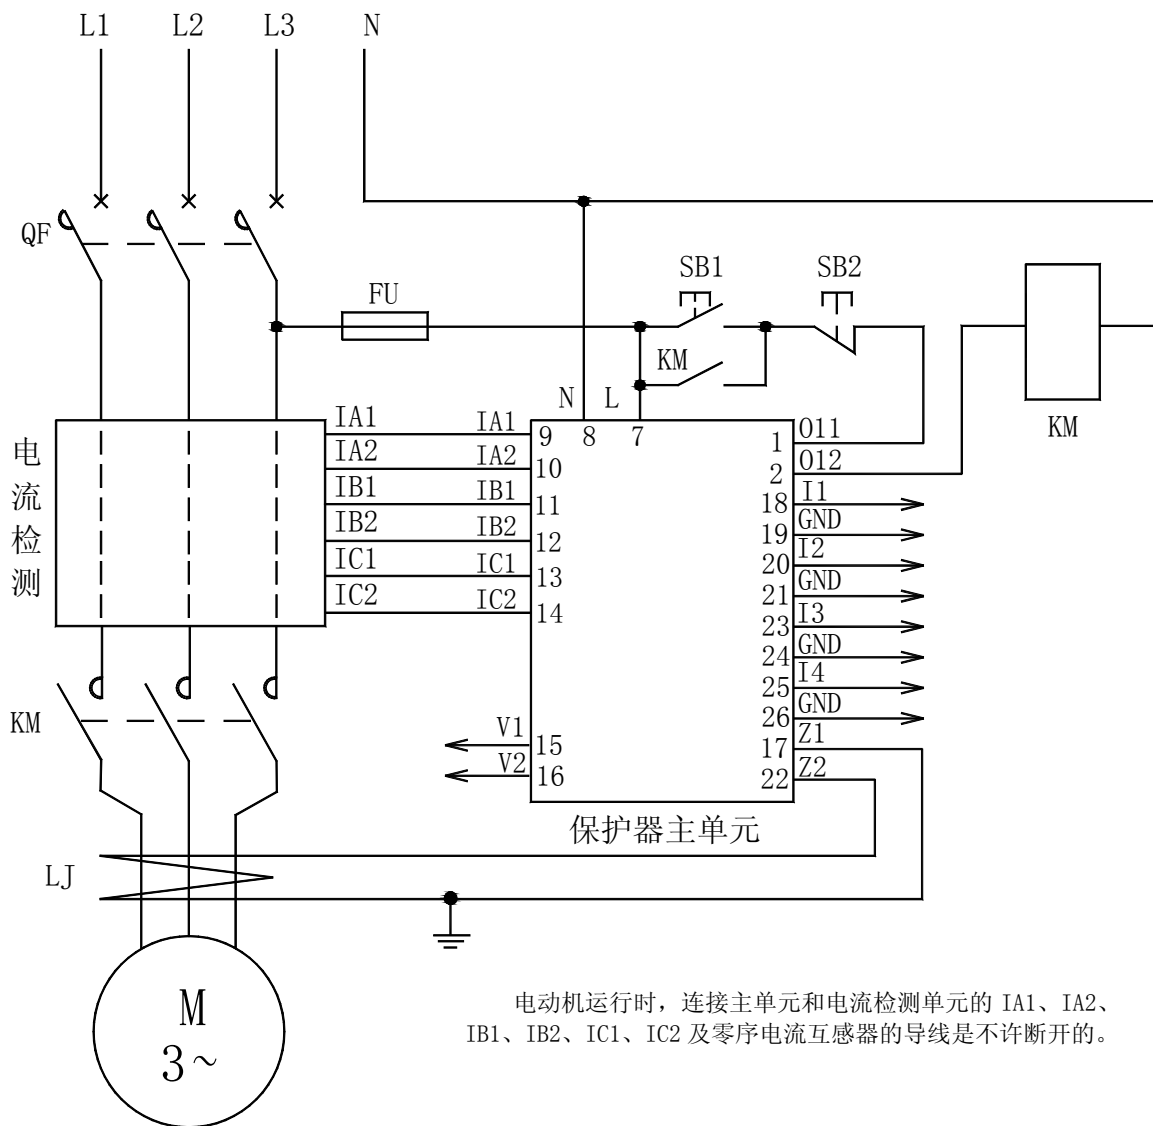 L1 L2 L3 N
QF
FU
SB1
SB2
KM
KM
N L
8 7
电流检测
IA1 IA1 9
IA2 IA2 10
IB1 IB1 11
IB2 IB2 12
IC1 IC1 13
IC2 IC2 14
1 O11
2 O12
18 I1
19 GND
20 I2
21 GND
23 I3
24 GND
25 I4
26 GND
17 Z1
22 Z2
KM
V1 15
V2 16
保护器主单元
LJ
M
3~
电动机运行时，连接主单元和电流检测单元的 IA1、IA2、
IB1、IB2、IC1、IC2 及零序电流互感器的导线是不许断开的。